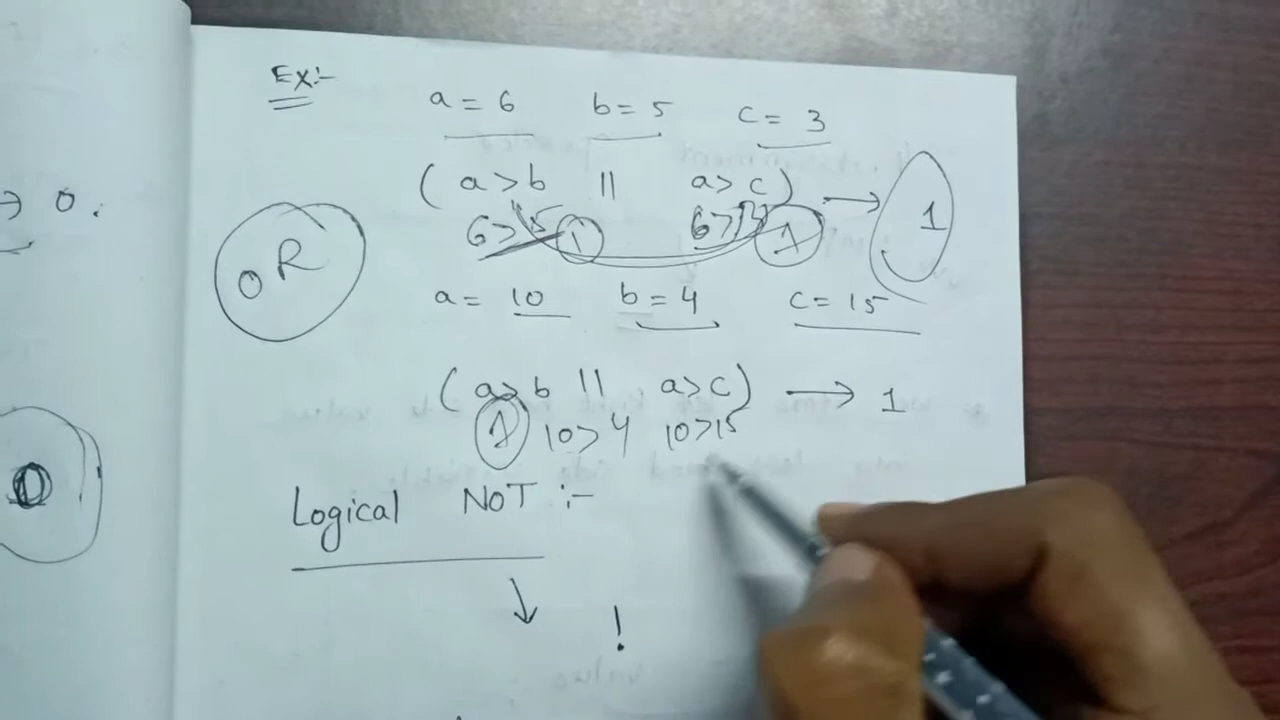 Ex:-
a = 6 b = 5 c = 3
(a>b || a>c) → 1
6>5 1 6>3 1
OR
a = 10 b = 4 c = 15
(a>b || a>c) → 1
1 10>4 10>15
Logical NOT :-
↓ !
→ 0.
0